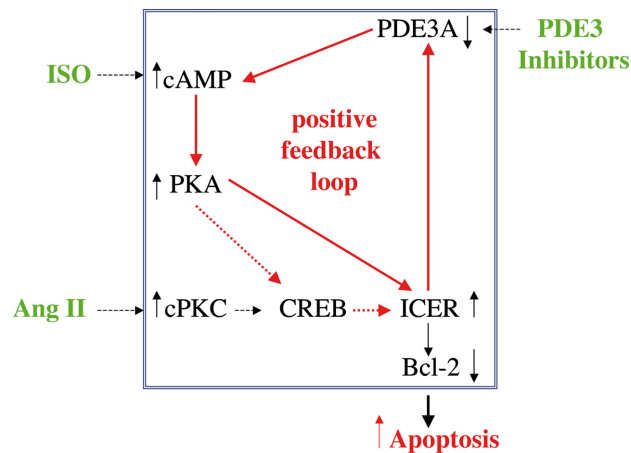 PDE3A
PDE3
Inhibitors
ISO
cAMP
positive
feedback
loop
PKA
Ang II
cPKC
CREB
ICER
Bcl-2
Apoptosis